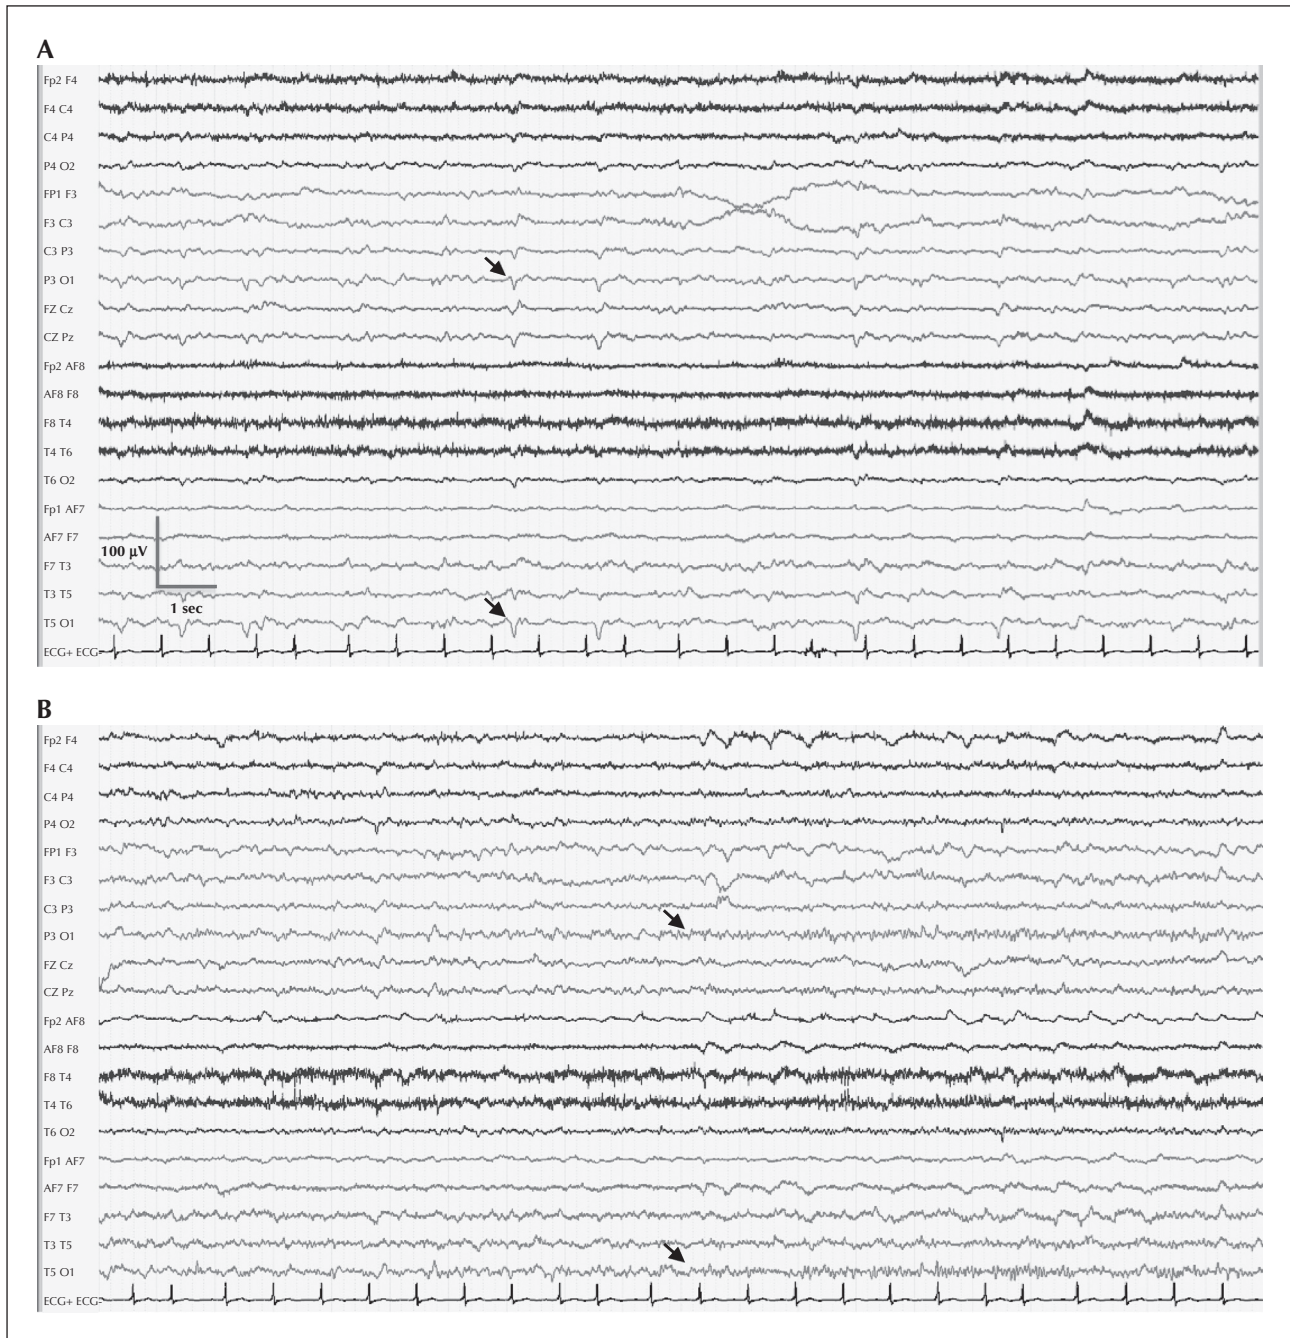 A
Fp2 F4
F4 C4
C4 P4
P4 O2
FP1 F3
F3 C3
C3 P3
P3 O1
FZ Cz
CZ Pz
Fp2 AF8
AF8 F8
F8 T4
T4 T6
T6 O2
Fp1 AF7
AF7 F7
100 µV
F7 T3
T3 T5
1 sec
T5 O1
ECG+ ECG-
B
Fp2 F4
F4 C4
C4 P4
P4 O2
FP1 F3
F3 C3
C3 P3
P3 O1
FZ Cz
CZ Pz
Fp2 AF8
AF8 F8
F8 T4
T4 T6
T6 O2
Fp1 AF7
AF7 F7
F7 T3
T3 T5
T5 O1
ECG+ ECG-